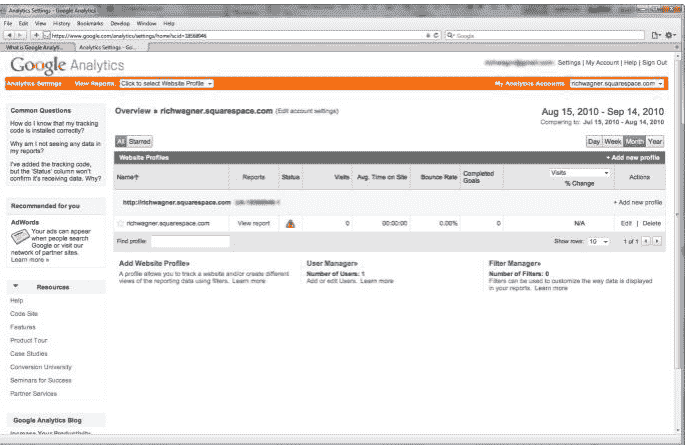 Analytics Settings - Google Analytics
File Edit View History Bookmarks Develop Window Help
https://www.google.com/analytics/settings/home?scid=18568946
Google
What is Google Analyti...
Analytics Settings - Go...
Google Analytics
Settings | My Account | Help | Sign Out
Analytics Settings
View Reports:
Click to select Website Profile
My Analytics Accounts:
richwagner.squarespace.com
Common Questions
How do I know that my tracking
code is installed correctly?
Why am I not seeing any data in
my reports?
I've added the tracking code,
but the 'Status' column won't
confirm it's receiving data. Why?
Recommended for you
AdWords
Your ads can appear
when people search
Google or visit our
network of partner sites.
Learn more »
Resources
Help
Code Site
Features
Product Tour
Case Studies
Conversion University
Seminars for Success
Partner Services
Google Analytics Blog
Increase Your Productivity
Overview » richwagner.squarespace.com (Edit account settings)
Aug 15, 2010 - Sep 14, 2010
Comparing to: Jul 15, 2010 - Aug 14, 2010
All Starred
Day Week Month Year
Website Profiles
+ Add new profile
Name↑ Reports Status Visits Avg. Time on Site Bounce Rate Completed Goals Visits % Change Actions
http://richwagner.squarespace.com
+ Add new profile
richwagner.squarespace.com View report 0 00:00:00 0.00% 0 N/A Edit | Delete
Find profile:
Show rows: 10 1 of 1
Add Website Profile»
A profile allows you to track a website and/or create different
views of the reporting data using filters. Learn more
User Manager»
Number of Users: 1
Add or edit Users. Learn more
Filter Manager»
Number of Filters: 0
Filters can be used to customize the way data is displayed
in your reports. Learn more